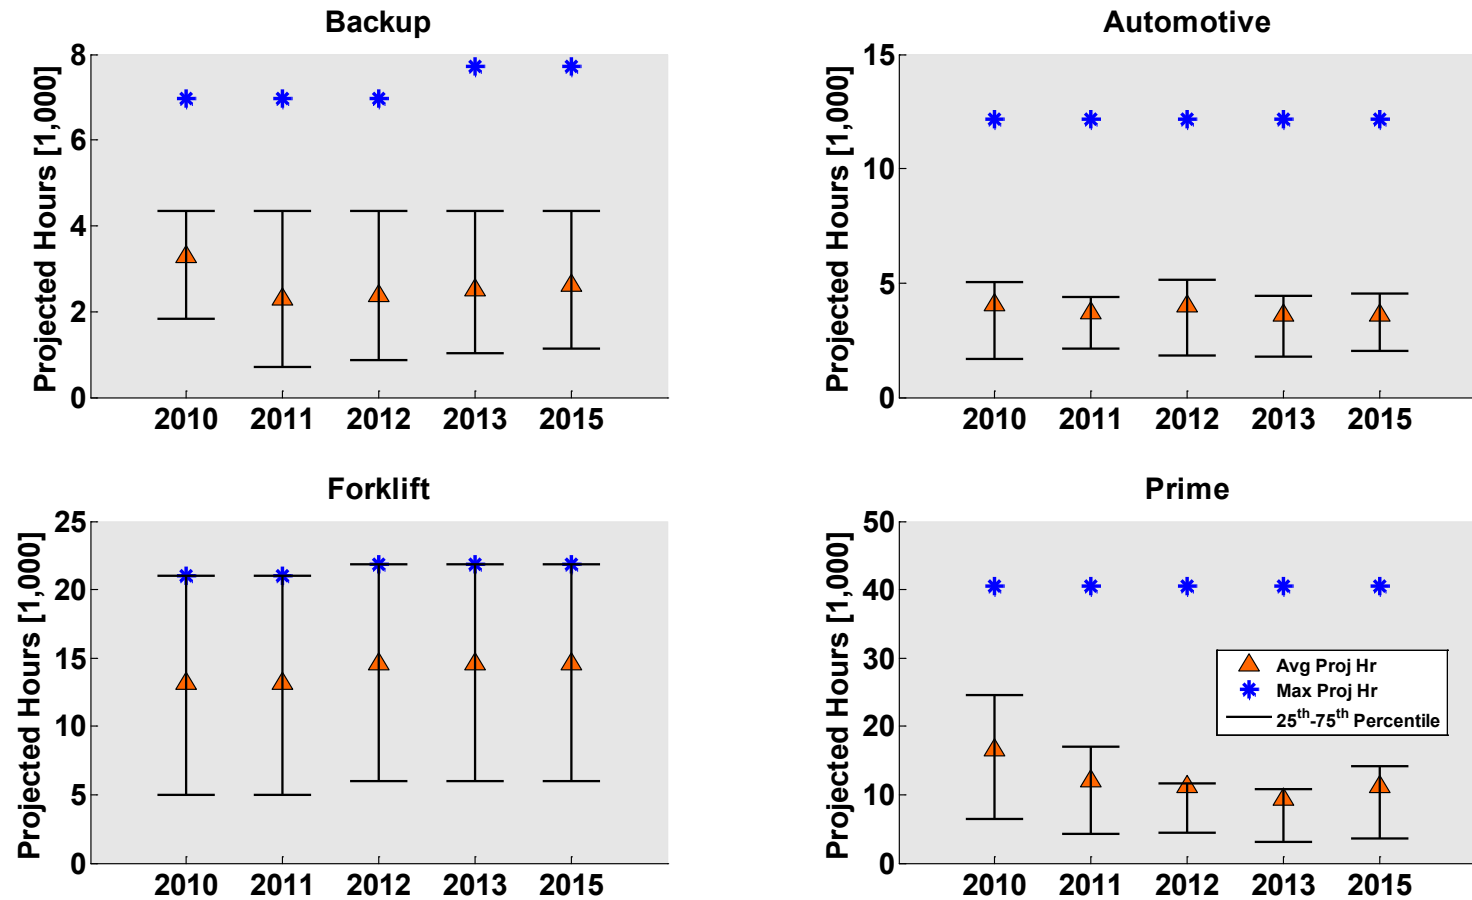 Backup
Projected Hours [1,000]
8
6
4
2
0
2010 2011 2012 2013 2015
Automotive
Projected Hours [1,000]
15
10
5
0
2010 2011 2012 2013 2015
Forklift
Projected Hours [1,000]
25
20
15
10
5
0
2010 2011 2012 2013 2015
Prime
Projected Hours [1,000]
50
40
30
20
10
0
Avg Proj Hr
Max Proj Hr
25th-75th Percentile
2010 2011 2012 2013 2015